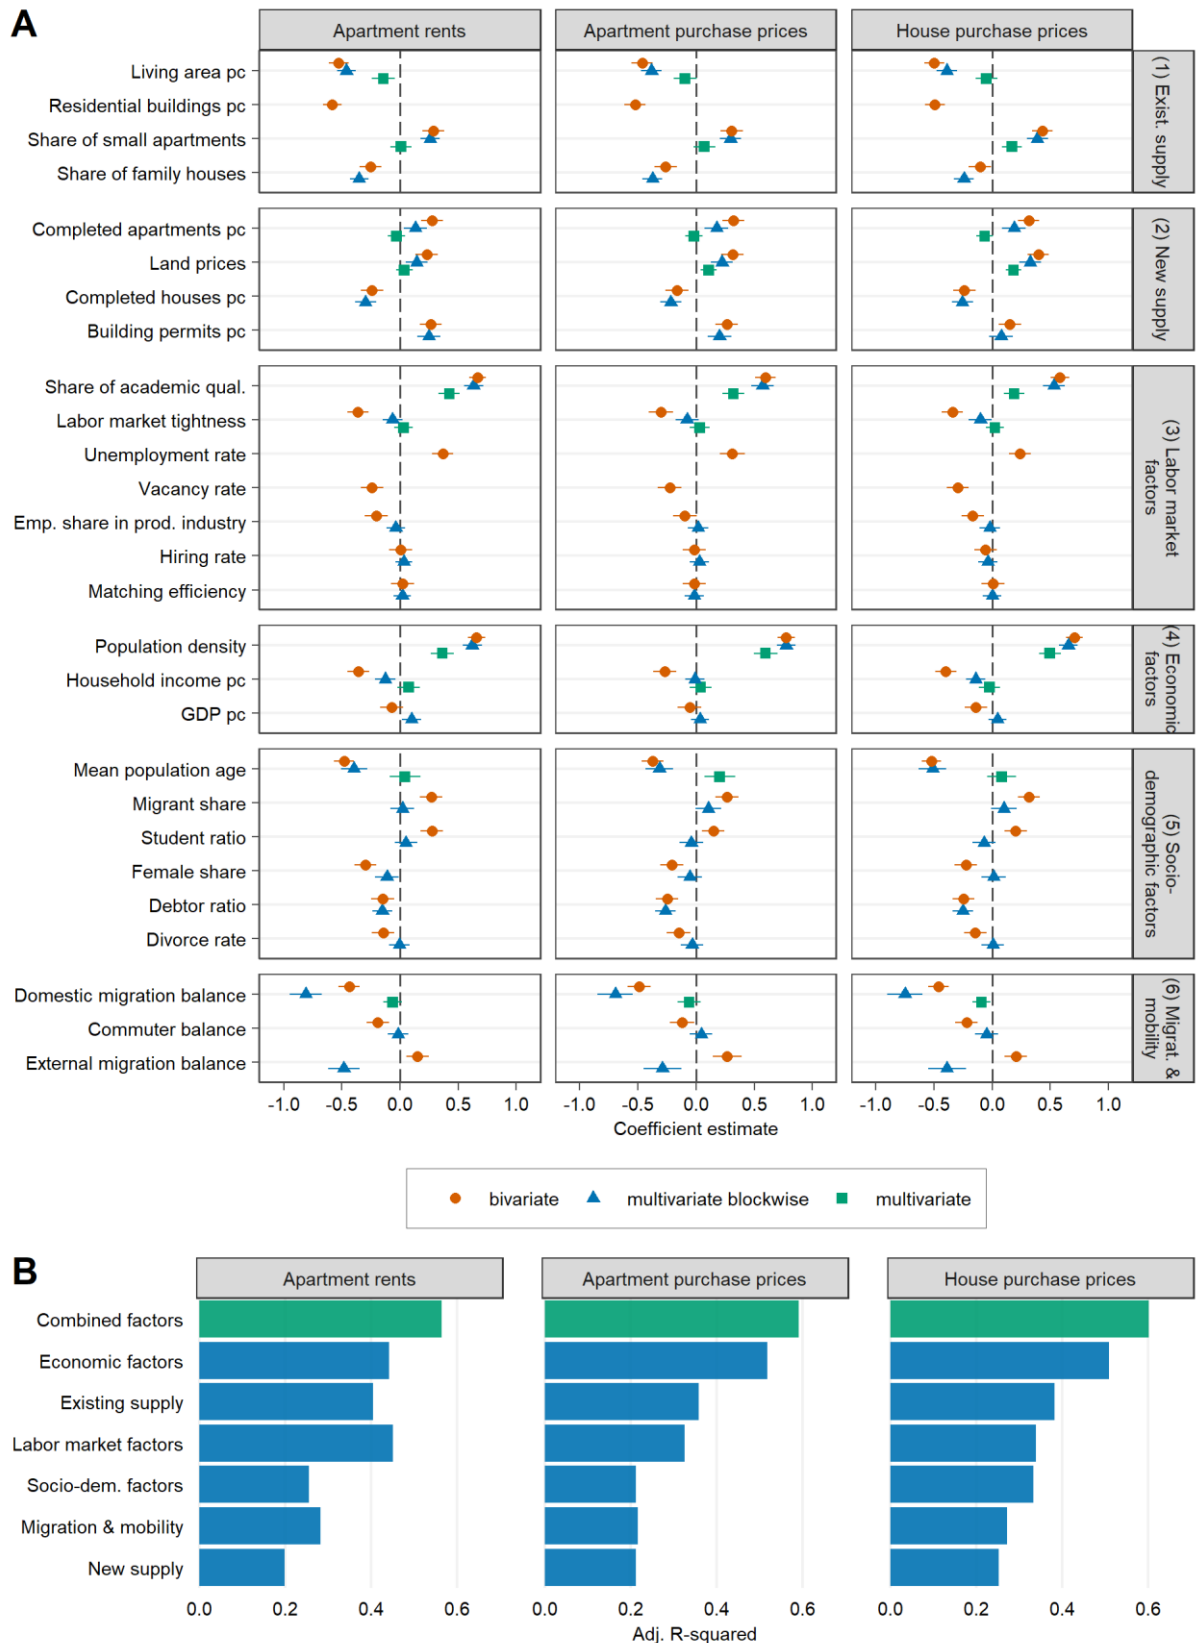 A
Apartment rents
Apartment purchase prices
House purchase prices
Living area pc
Residential buildings pc
Share of small apartments
Share of family houses
(1) Exist. supply
Completed apartments pc
Land prices
Completed houses pc
Building permits pc
(2) New supply
Share of academic qual.
Labor market tightness
Unemployment rate
Vacancy rate
Emp. share in prod. industry
Hiring rate
Matching efficiency
(3) Labor market
factors
Population density
Household income pc
GDP pc
(4) Economic
factors
Mean population age
Migrant share
Student ratio
Female share
Debtor ratio
Divorce rate
(5) Socio-
demographic factors
Domestic migration balance
Commuter balance
External migration balance
(6) Migrat. &
mobility
-1.0 -0.5 0.0 0.5 1.0
-1.0 -0.5 0.0 0.5 1.0
-1.0 -0.5 0.0 0.5 1.0
Coefficient estimate
bivariate
multivariate blockwise
multivariate
B
Apartment rents
Apartment purchase prices
House purchase prices
Combined factors
Economic factors
Existing supply
Labor market factors
Socio-dem. factors
Migration & mobility
New supply
0.0 0.2 0.4 0.6
0.0 0.2 0.4 0.6
0.0 0.2 0.4 0.6
Adj. R-squared